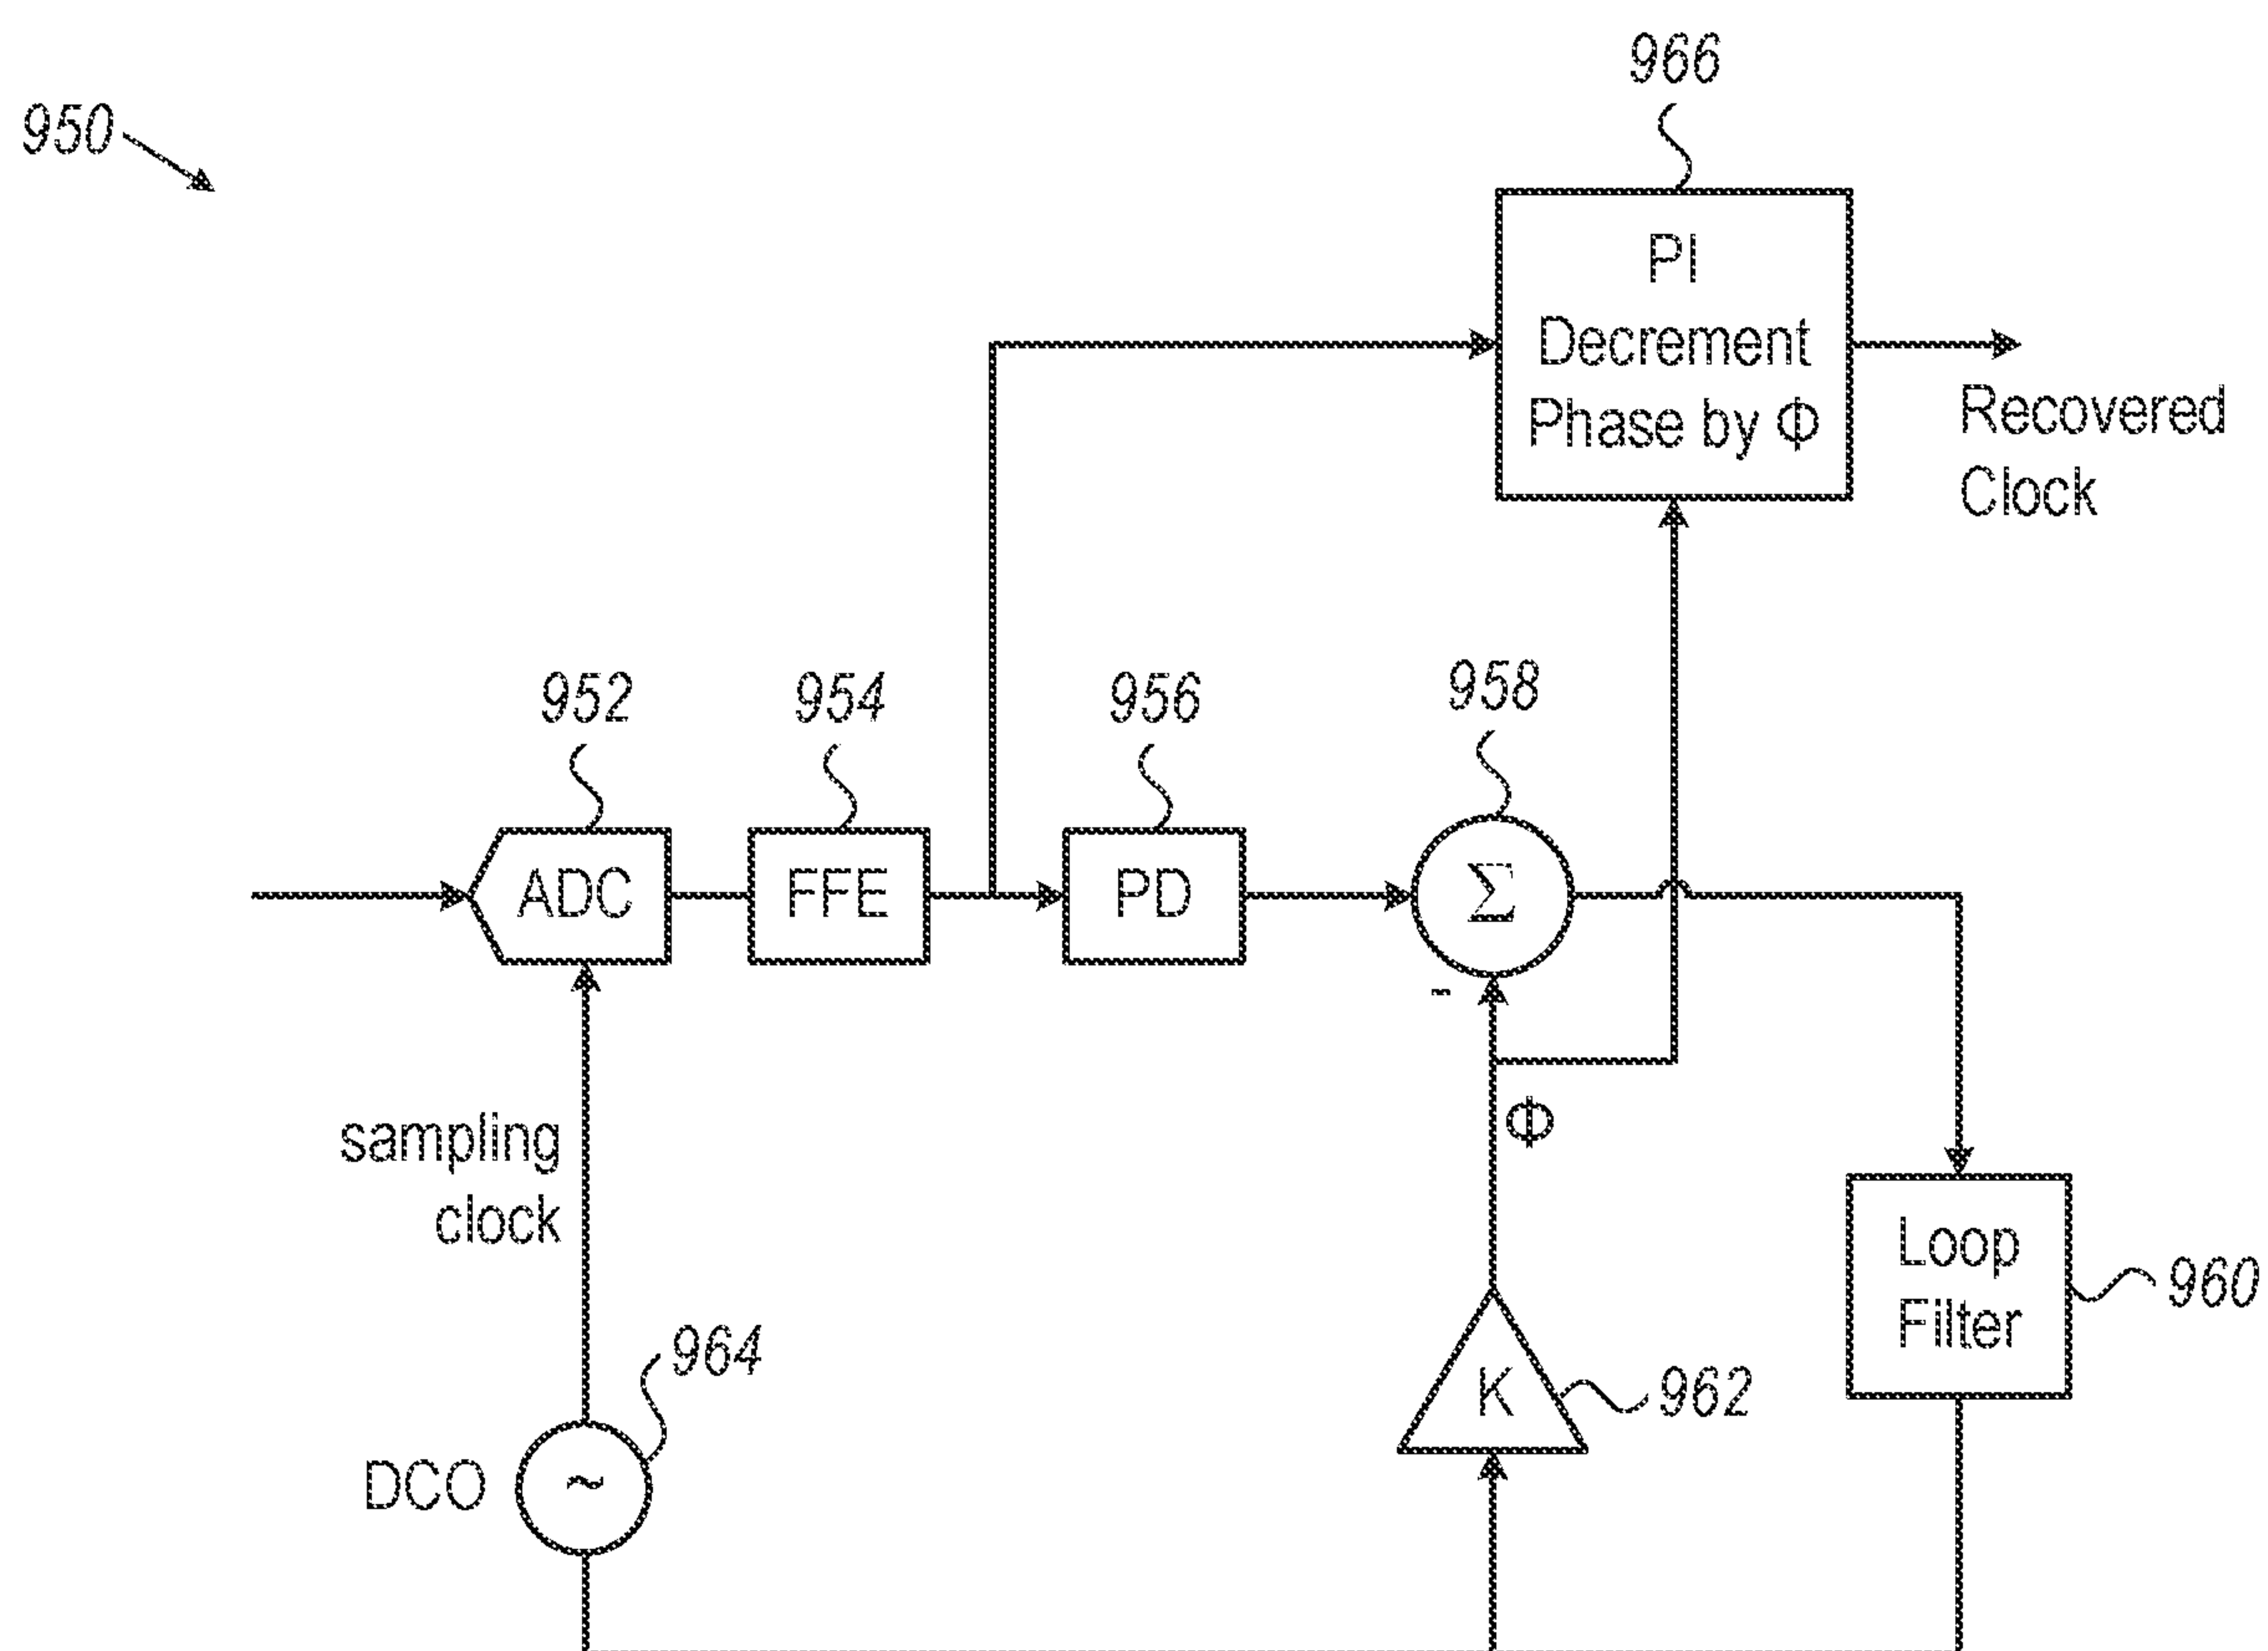 950
966
PI
Decrement
Phase by Φ
Recovered
Clock
952
954
956
958
ADC
FFE
PD
Σ
-
sampling
clock
Φ
Loop
Filter
960
964
K
962
DCO
~